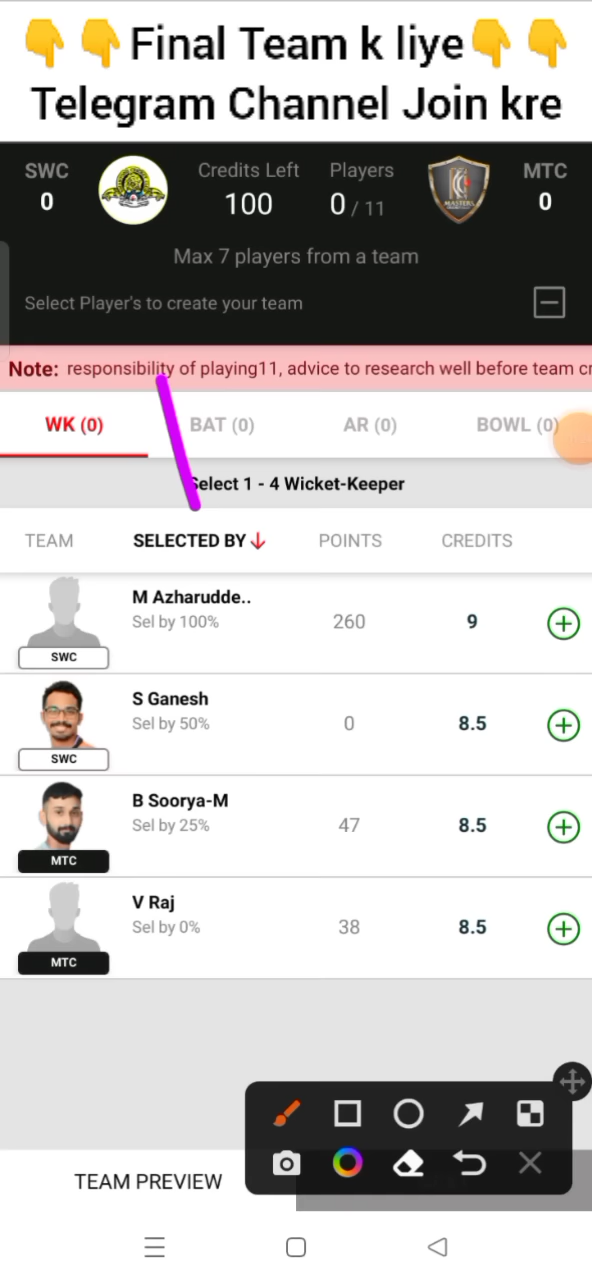 👇👇Final Team k liye👇👇
Telegram Channel Join kre
SWC Credits Left Players MTC
0 100 0 / 11 0
Max 7 players from a team
Select Player's to create your team
Note: responsibility of playing11, advice to research well before team cr
WK (0) BAT (0) AR (0) BOWL (0)
Select 1 - 4 Wicket-Keeper
TEAM SELECTED BY POINTS CREDITS
M Azharudde..
Sel by 100% 260 9
SWC
S Ganesh
Sel by 50% 0 8.5
SWC
B Soorya-M
Sel by 25% 47 8.5
MTC
V Raj
Sel by 0% 38 8.5
MTC
TEAM PREVIEW